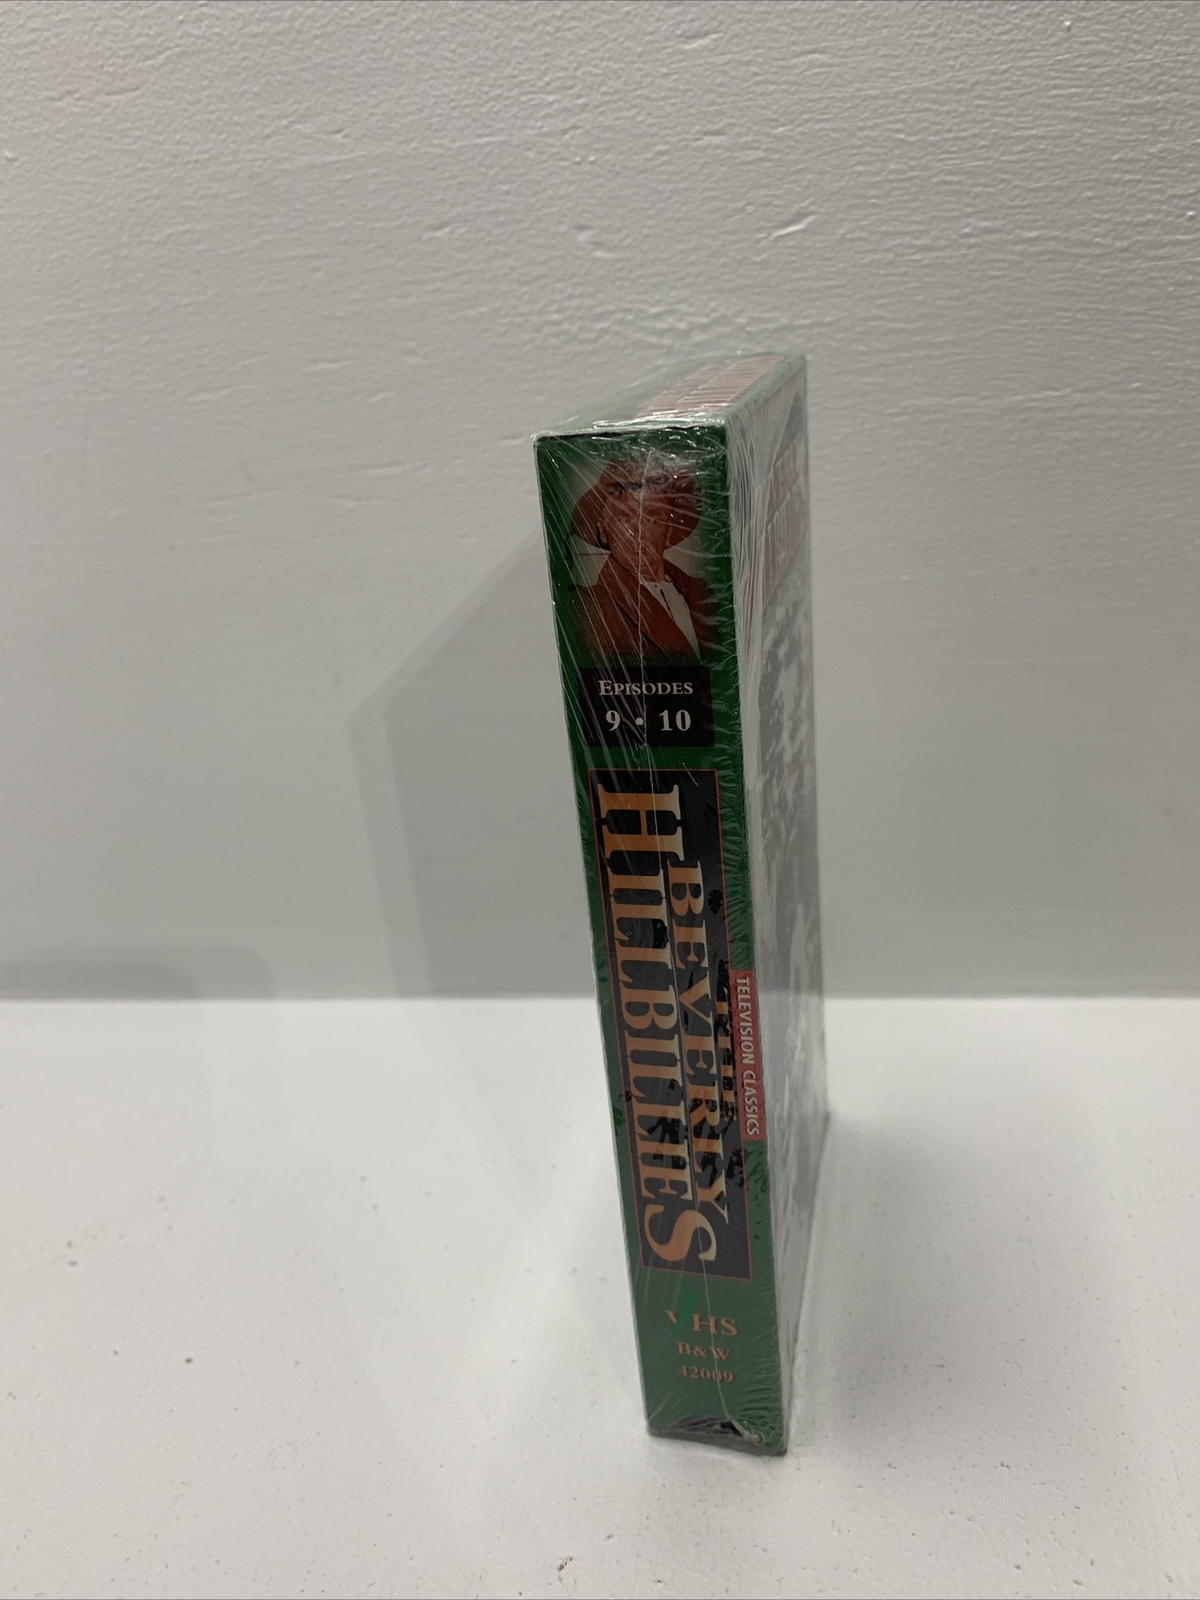 EPISODES
9 • 10
THE
BEVERLY
HILLBILLIES
TELEVISION CLASSICS
VHS
B&W
42009